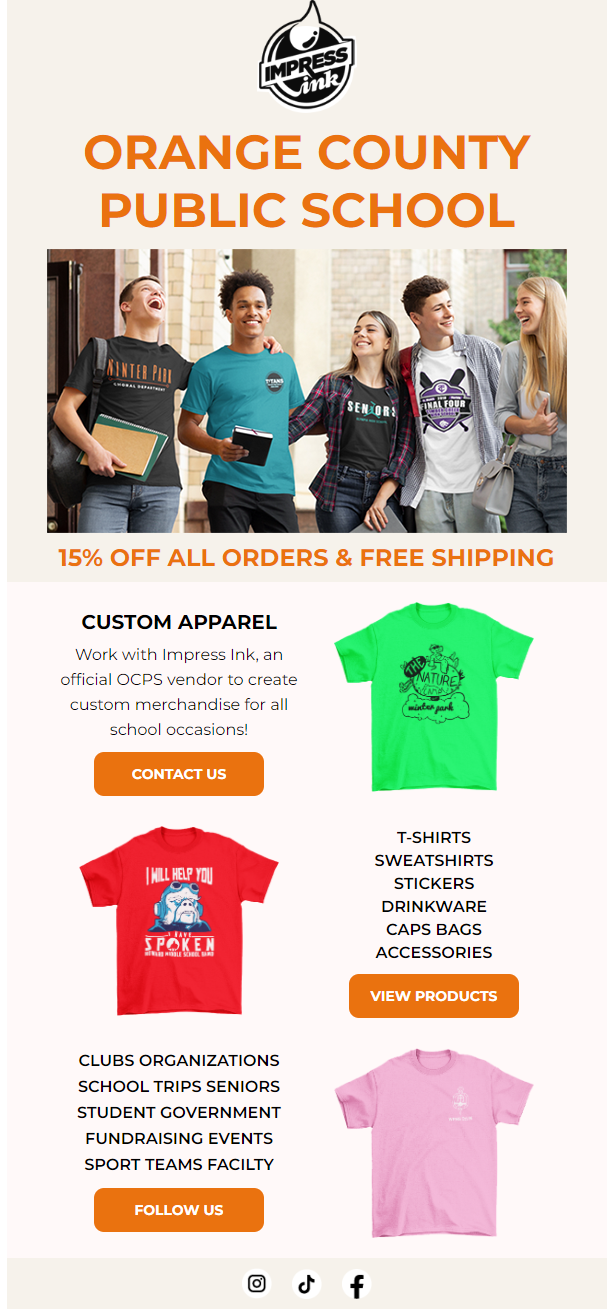 IMPRESS
ink
ORANGE COUNTY
PUBLIC SCHOOL
WINTER PARK
CHORAL DEPARTMENT
TITANS
SENIORS
FINAL FOUR
15% OFF ALL ORDERS & FREE SHIPPING
CUSTOM APPAREL
Work with Impress Ink, an
official OCPS vendor to create
custom merchandise for all
school occasions!
CONTACT US
THE
NATURE
winter park
I WILL HELP YOU
I HAVE
SPOKEN
HOWARD MIDDLE SCHOOL BAND
T-SHIRTS
SWEATSHIRTS
STICKERS
DRINKWARE
CAPS BAGS
ACCESSORIES
VIEW PRODUCTS
CLUBS ORGANIZATIONS
SCHOOL TRIPS SENIORS
STUDENT GOVERNMENT
FUNDRAISING EVENTS
SPORT TEAMS FACILTY
FOLLOW US